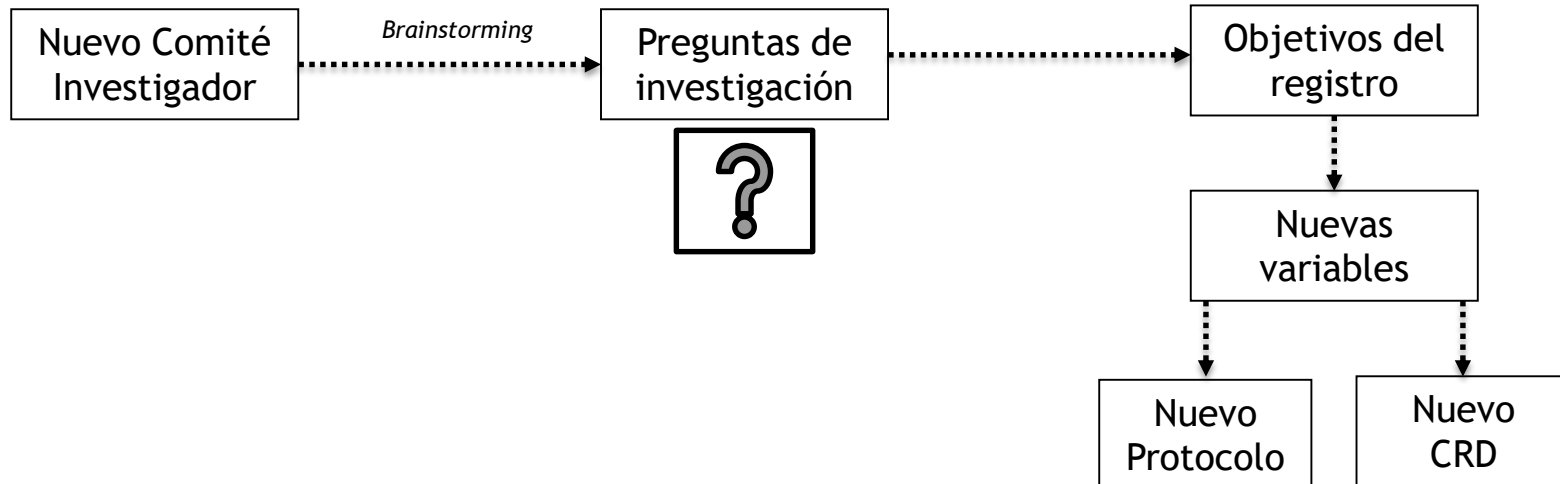 Nuevo Comité
Investigador
Brainstorming
Preguntas de
investigación
Objetivos del
registro
Nuevas
variables
Nuevo
Protocolo
Nuevo
CRD